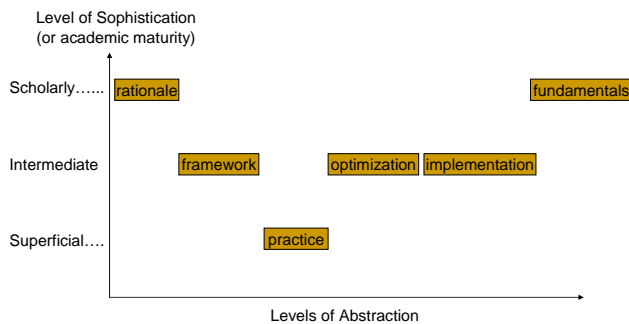 Level of Sophistication
(or academic maturity)
Scholarly…...
rationale
fundamentals
Intermediate
framework
optimization
implementation
Superficial….
practice
Levels of Abstraction